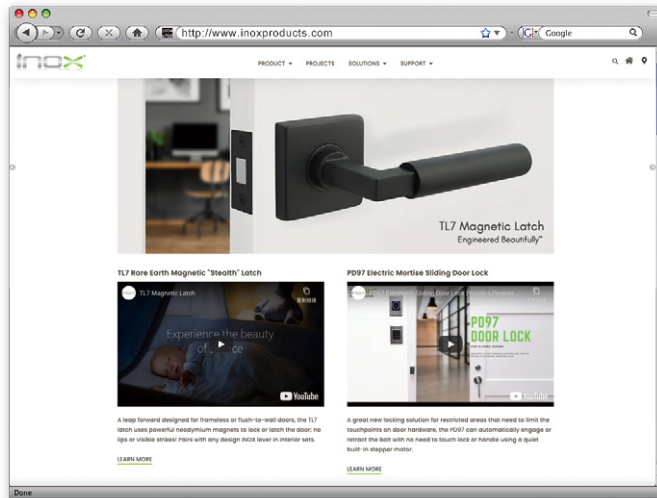 http://www.inoxproducts.com
Google
inox
PRODUCT
PROJECTS
SOLUTIONS
SUPPORT
TL7 Magnetic Latch
Engineered Beautifully™
TL7 Rare Earth Magnetic "Stealth" Latch
TL7 Magnetic Latch
Experience the beauty
of
YouTube
A leap forward designed for frameless or flush-to-wall doors, the TL7
latch uses powerful neodymium magnets to lock or latch the door; no
lips or visible strikes! Pairs with any design INOX lever in interior sets.
LEARN MORE
PD97 Electric Mortise Sliding Door Lock
PD97
DOOR LOCK
YouTube
A great new locking solution for restricted areas that need to limit the
touchpoints on door hardware, the PD97 can automatically engage or
retract the bolt with no need to touch lock or handle using a quiet
built-in stepper motor.
LEARN MORE
Done